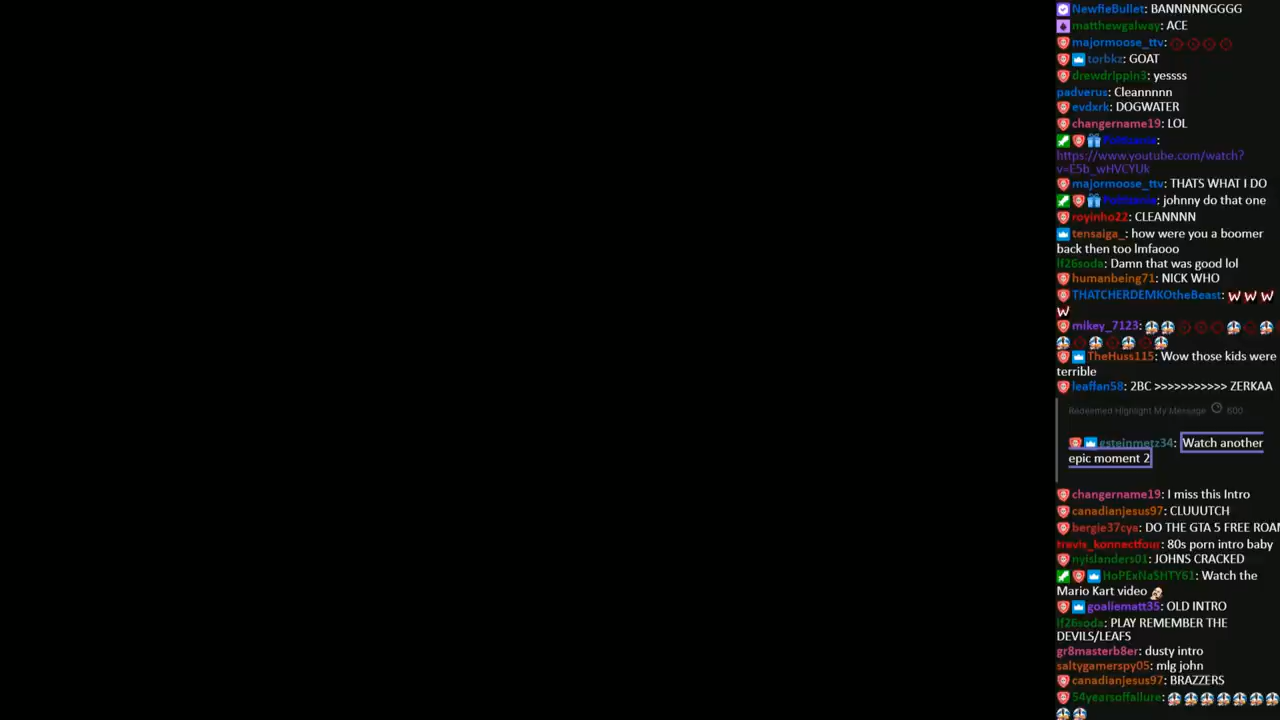 NewfieBullet: BANNNNNGGGG
matthewgalway: ACE
majormoose_ttv:
torbkz: GOAT
drewdrippin3: yessss
padverus: Cleannnnn
evdxrk: DOGWATER
changername19: LOL
https://www.youtube.com/watch?
v=E5b_wHVCYUk
majormoose_ttv: THATS WHAT I DO
johnny do that one
royinho22: CLEANNNN
tensaiga_: how were you a boomer
back then too lmfaooo
lf26soda: Damn that was good lol
humanbeing71: NICK WHO
THATCHERDEMKOtheBeast: W W W
W
mikey_7123:
TheHuss115: Wow those kids were
terrible
leaffan58: 2BC >>>>>>>>>>> ZERKAA
Redeemed Highlight My Message 600
esteinmetz34: Watch another
epic moment 2
changername19: I miss this Intro
canadianjesus97: CLUUUTCH
bergie37cya: DO THE GTA 5 FREE ROAM
travis_konnectfour: 80s porn intro baby
nyislanders01: JOHNS CRACKED
HoPExNaSHTY61: Watch the
Mario Kart video
goaliematt35: OLD INTRO
lf26soda: PLAY REMEMBER THE
DEVILS/LEAFS
gr8masterb8er: dusty intro
saltygamerspy05: mlg john
canadianjesus97: BRAZZERS
54yearsoffailure: